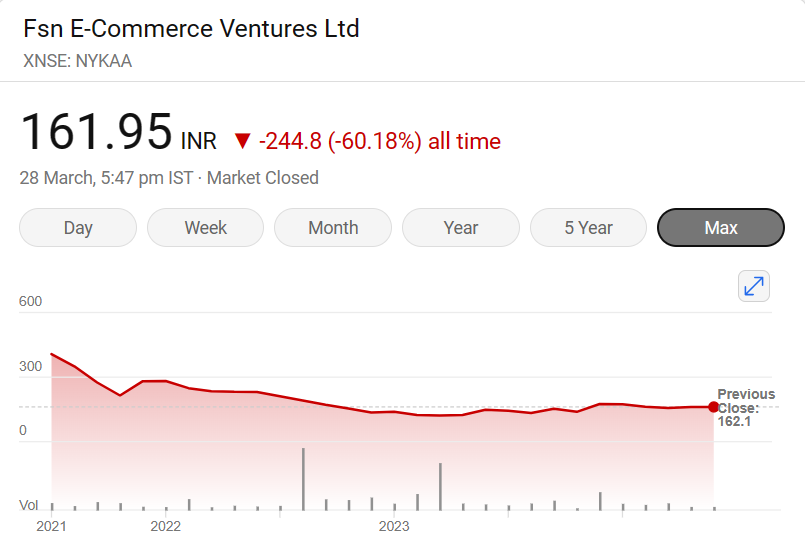 Fsn E-Commerce Ventures Ltd
XNSE: NYKAA
161.95 INR ▼ -244.8 (-60.18%) all time
28 March, 5:47 pm IST · Market Closed
Day Week Month Year 5 Year Max
600
300
Previous
Close:
162.1
0
Vol
2021 2022 2023